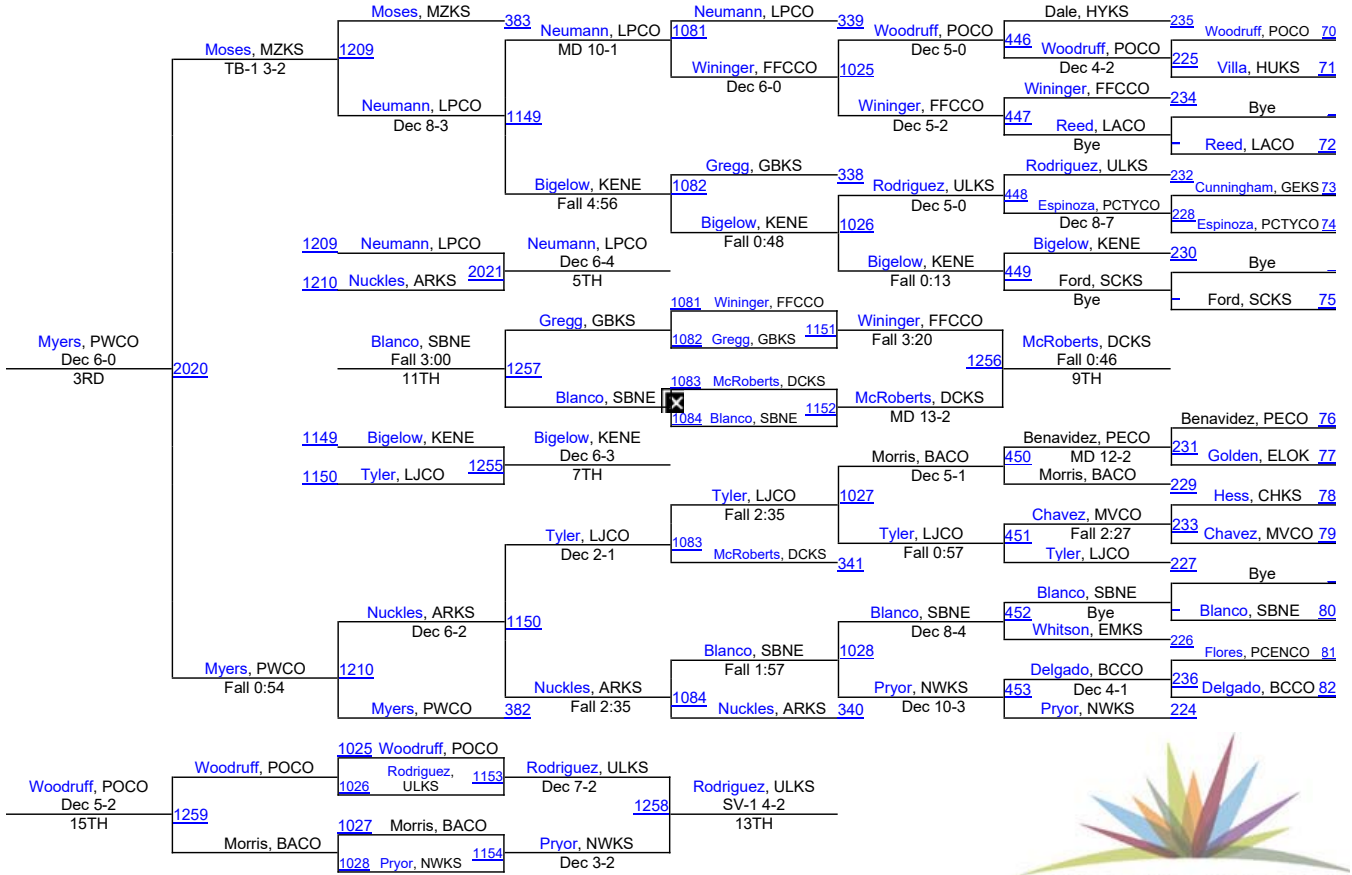 Moses, MZKS
383
Neumann, LPCO
339
Dale, HYKS
235
Woodruff, POCO 70
Moses, MZKS
1209
TB-1 3-2
Neumann, LPCO
1081
MD 10-1
Woodruff, POCO
446
Dec 5-0
Woodruff, POCO
225
Dec 4-2
Villa, HUKS 71
Wininger, FFCCO
1025
Dec 6-0
Wininger, FFCCO
234
Bye
Neumann, LPCO
1149
Dec 8-3
Wininger, FFCCO
447
Dec 5-2
Reed, LACO
Bye
Reed, LACO 72
Gregg, GBKS
338
Rodriguez, ULKS
232
Cunningham, GEKS 73
Bigelow, KENE
1082
Fall 4:56
Rodriguez, ULKS
448
Dec 5-0
Espinoza, PCTYCO
228
Dec 8-7
Espinoza, PCTYCO 74
Bigelow, KENE
1026
Fall 0:48
Bigelow, KENE
230
Bye
1209 Neumann, LPCO
2021
1210 Nuckles, ARKS
Neumann, LPCO
Dec 6-4
5TH
Bigelow, KENE
449
Fall 0:13
Ford, SCKS
Bye
Ford, SCKS 75
Myers, PWCO
Dec 6-0
3RD
2020
Blanco, SBNE
Fall 3:00
11TH
Gregg, GBKS
1257
Blanco, SBNE
1081 Wininger, FFCCO
1151
1082 Gregg, GBKS
1083 McRoberts, DCKS
1152
1084 Blanco, SBNE
Wininger, FFCCO
Fall 3:20
1256
McRoberts, DCKS
MD 13-2
McRoberts, DCKS
Fall 0:46
9TH
1149 Bigelow, KENE
1255
1150 Tyler, LJCO
Bigelow, KENE
Dec 6-3
7TH
Benavidez, PECO 76
Benavidez, PECO
231
MD 12-2
Golden, ELOK 77
Morris, BACO
450
Dec 5-1
Morris, BACO
229
Tyler, LJCO
1027
Fall 2:35
Hess, CHKS 78
Chavez, MVCO
233
Fall 2:27
Chavez, MVCO 79
Tyler, LJCO
1083
Dec 2-1
Tyler, LJCO
451
Fall 0:57
Tyler, LJCO
227
McRoberts, DCKS
341
Bye
Nuckles, ARKS
1150
Dec 6-2
Blanco, SBNE
452
Dec 8-4
Blanco, SBNE
Bye
Blanco, SBNE 80
Whitson, EMKS
226
Myers, PWCO
1210
Fall 0:54
Blanco, SBNE
1028
Fall 1:57
Flores, PCENCO 81
Delgado, BCCO
236
Dec 4-1
Delgado, BCCO 82
Nuckles, ARKS
1084
Fall 2:35
Pryor, NWKS
453
Dec 10-3
Pryor, NWKS
224
Myers, PWCO
382
Nuckles, ARKS
340
Woodruff, POCO
Dec 5-2
15TH
1259
Woodruff, POCO
Morris, BACO
1025 Woodruff, POCO
1153
1026
Rodriguez,
ULKS
1027 Morris, BACO
1154
1028 Pryor, NWKS
Rodriguez, ULKS
Dec 7-2
1258
Pryor, NWKS
Dec 3-2
Rodriguez, ULKS
SV-1 4-2
13TH